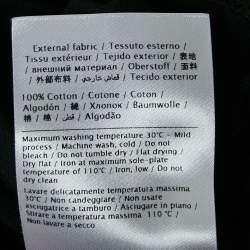 External fabric / Tessuto esterno /
Tissu extérieur / Tejido exterior / 表地
/ внешний материал / Oberstoff / 面料
/ 外部布料 / قماش خارجي / Tecido exterior
100% Cotton / Cotone / Coton /
Algodón / 綿 / Хлопок / Baumwolle /
棉 / 棉 / قطن / Algodão
Maximum washing temperature 30°C - Mild
process / Machine wash, cold / Do not
bleach / Do not tumble dry / Flat drying/
Dry flat / Iron at maximum sole-plate
temperature of 110°C / Iron, low / Do not
dry clean
Lavare delicatamente temperatura massima
30°C / Non candeggiare / Non usare
asciugatrice a tamburo / Asciugare in piano /
Stirare a temperatura massima 110 °C /
Non lavare a secco